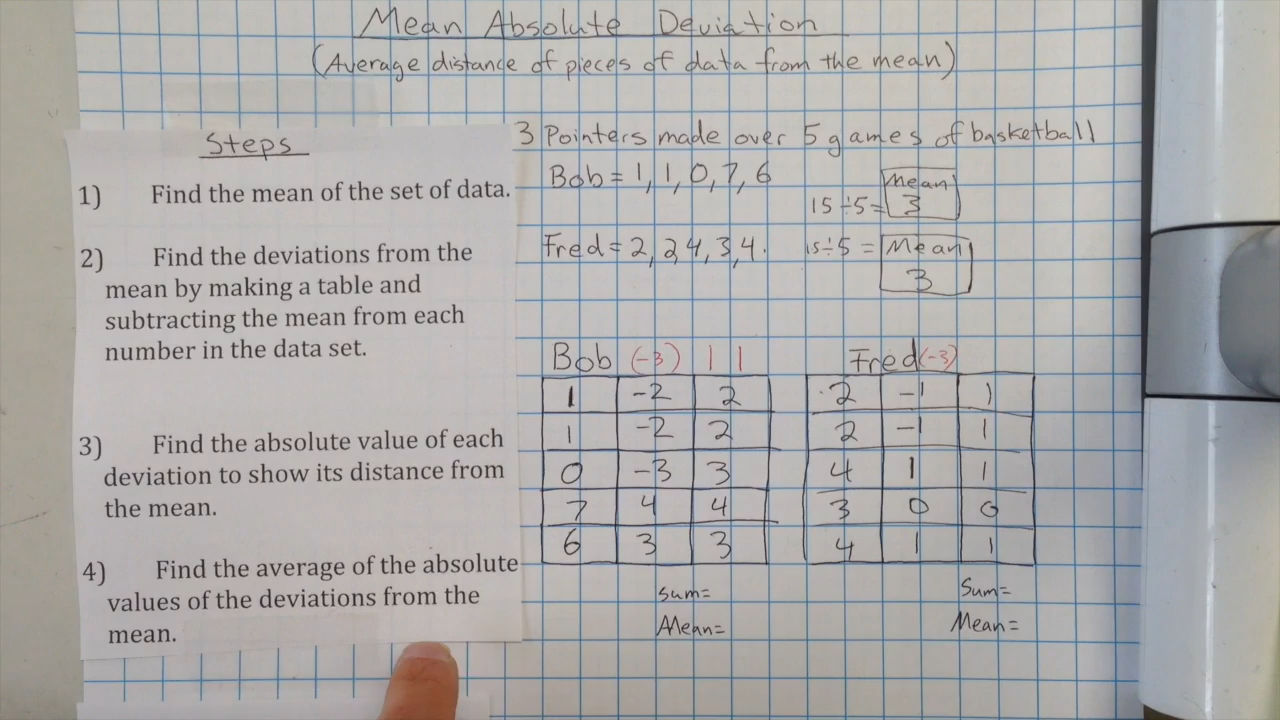 Mean Absolute Deviation
(Average distance of pieces of data from the mean)
Steps
1) Find the mean of the set of data.
2) Find the deviations from the
mean by making a table and
subtracting the mean from each
number in the data set.
3) Find the absolute value of each
deviation to show its distance from
the mean.
4) Find the average of the absolute
values of the deviations from the
mean.
3 Pointers made over 5 games of basketball
Bob = 1, 1, 0, 7, 6
15÷5= Mean
3
Fred = 2, 2 4, 3, 4.
15÷5 = Mean
3
Bob (-3) | |
1 -2 2
1 -2 2
0 -3 3
7 4 4
6 3 3
Sum=
Mean=
Fred (-3)
2 -1 1
2 -1 1
4 1 1
3 0 0
4 1 1
Sum=
Mean=